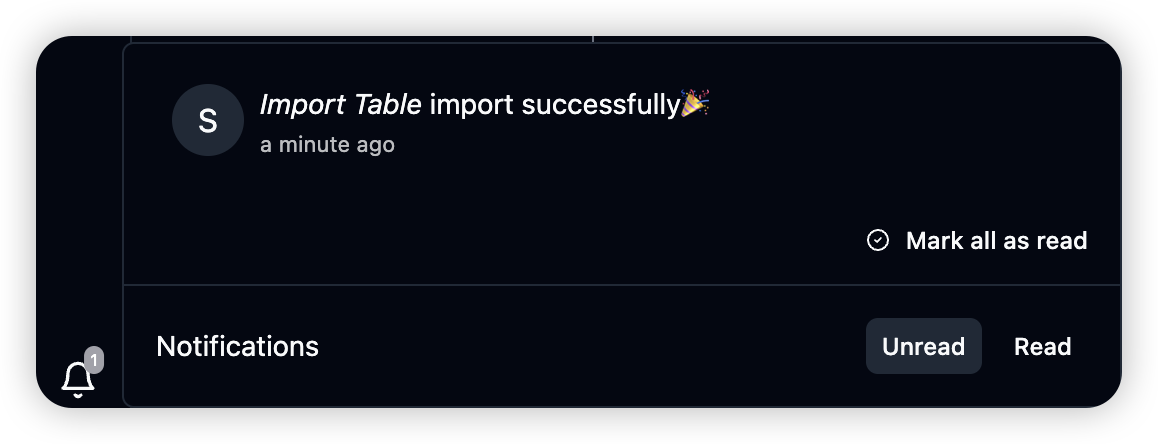 S
Import Table import successfully🎉
a minute ago
Mark all as read
Notifications
Unread
Read
1